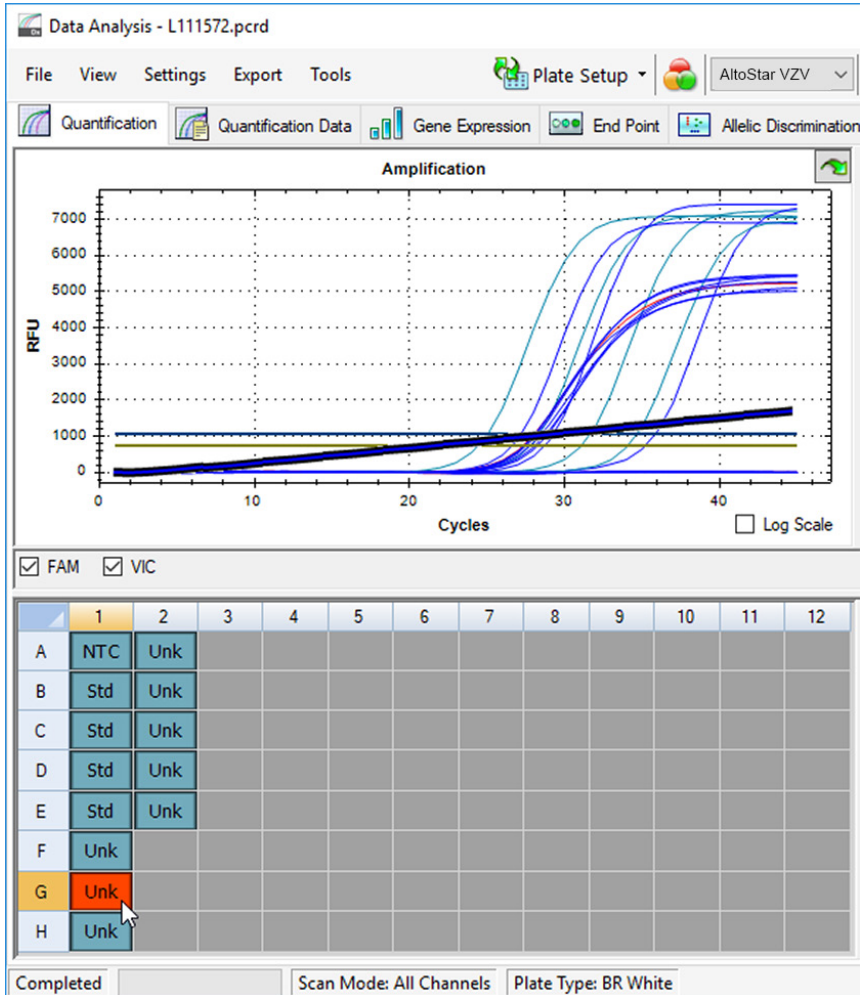 Data Analysis - L111572.pcrd
File View Settings Export Tools Plate Setup AltoStar VZV
Quantification Quantification Data Gene Expression End Point Allelic Discrimination
Amplification
7000
6000
5000
4000
3000
2000
1000
0
RFU
0 10 20 30 40
Cycles
Log Scale
FAM VIC
1 2 3 4 5 6 7 8 9 10 11 12
A NTC Unk
B Std Unk
C Std Unk
D Std Unk
E Std Unk
F Unk
G Unk
H Unk
Completed Scan Mode: All Channels Plate Type: BR White